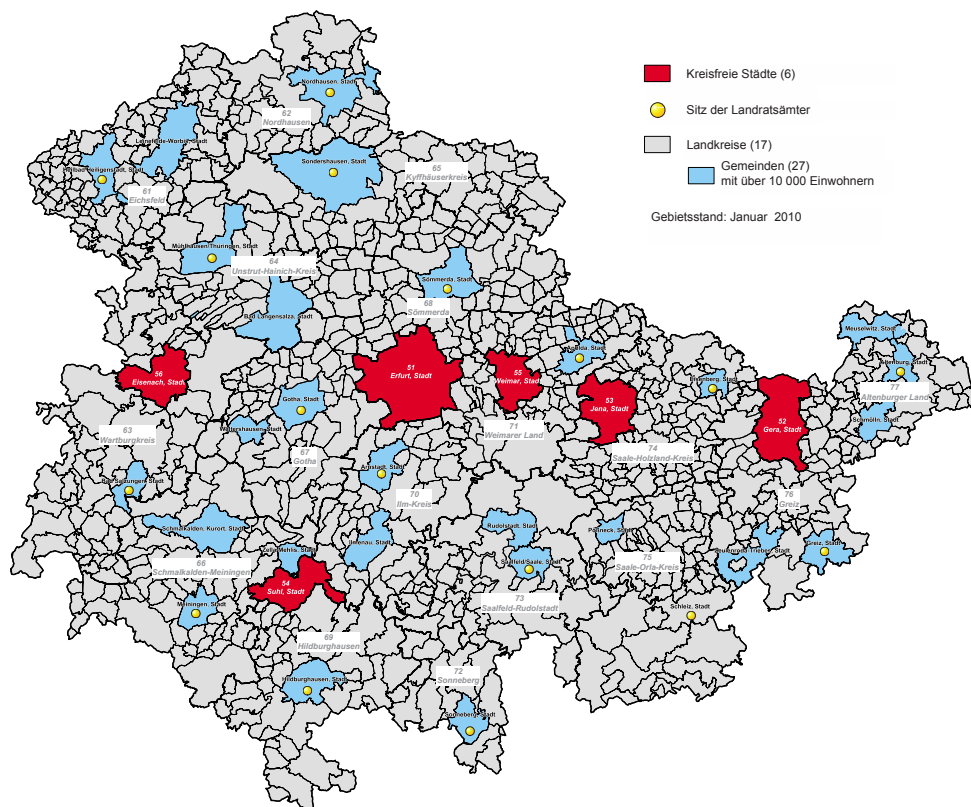 Kreisfreie Städte (6)
Sitz der Landratsämter
Landkreise (17)
Gemeinden (27)
mit über 10 000 Einwohnern
Gebietsstand: Januar 2010
Nordhausen, Stadt
62
Nordhausen
Leinefelde-Worbis, Stadt
Heilbad Heiligenstadt, Stadt
61
Eichsfeld
Sondershausen, Stadt
65
Kyffhäuserkreis
Mühlhausen/Thüringen, Stadt
64
Unstrut-Hainich-Kreis
Sömmerda, Stadt
68
Sömmerda
Bad Langensalza, Stadt
Meuselwitz, Stadt
Altenburg, Stadt
77
Altenburger Land
Schmölln, Stadt
56
Eisenach, Stadt
51
Erfurt, Stadt
55
Weimar, Stadt
Apolda, Stadt
53
Jena, Stadt
Eisenberg, Stadt
52
Gera, Stadt
Gotha, Stadt
Waltershausen, Stadt
63
Wartburgkreis
67
Gotha
71
Weimarer Land
74
Saale-Holzland-Kreis
Arnstadt, Stadt
70
Ilm-Kreis
Bad Salzungen, Stadt
76
Greiz
Schmalkalden, Kurort, Stadt
Zella-Mehlis, Stadt
Ilmenau, Stadt
Rudolstadt, Stadt
Saalfeld/Saale, Stadt
Pößneck, Stadt
75
Saale-Orla-Kreis
Zeulenroda-Triebes, Stadt
Greiz, Stadt
66
Schmalkalden-Meiningen
54
Suhl, Stadt
Meiningen, Stadt
73
Saalfeld-Rudolstadt
Schleiz, Stadt
69
Hildburghausen
Hildburghausen, Stadt
72
Sonneberg
Sonneberg, Stadt